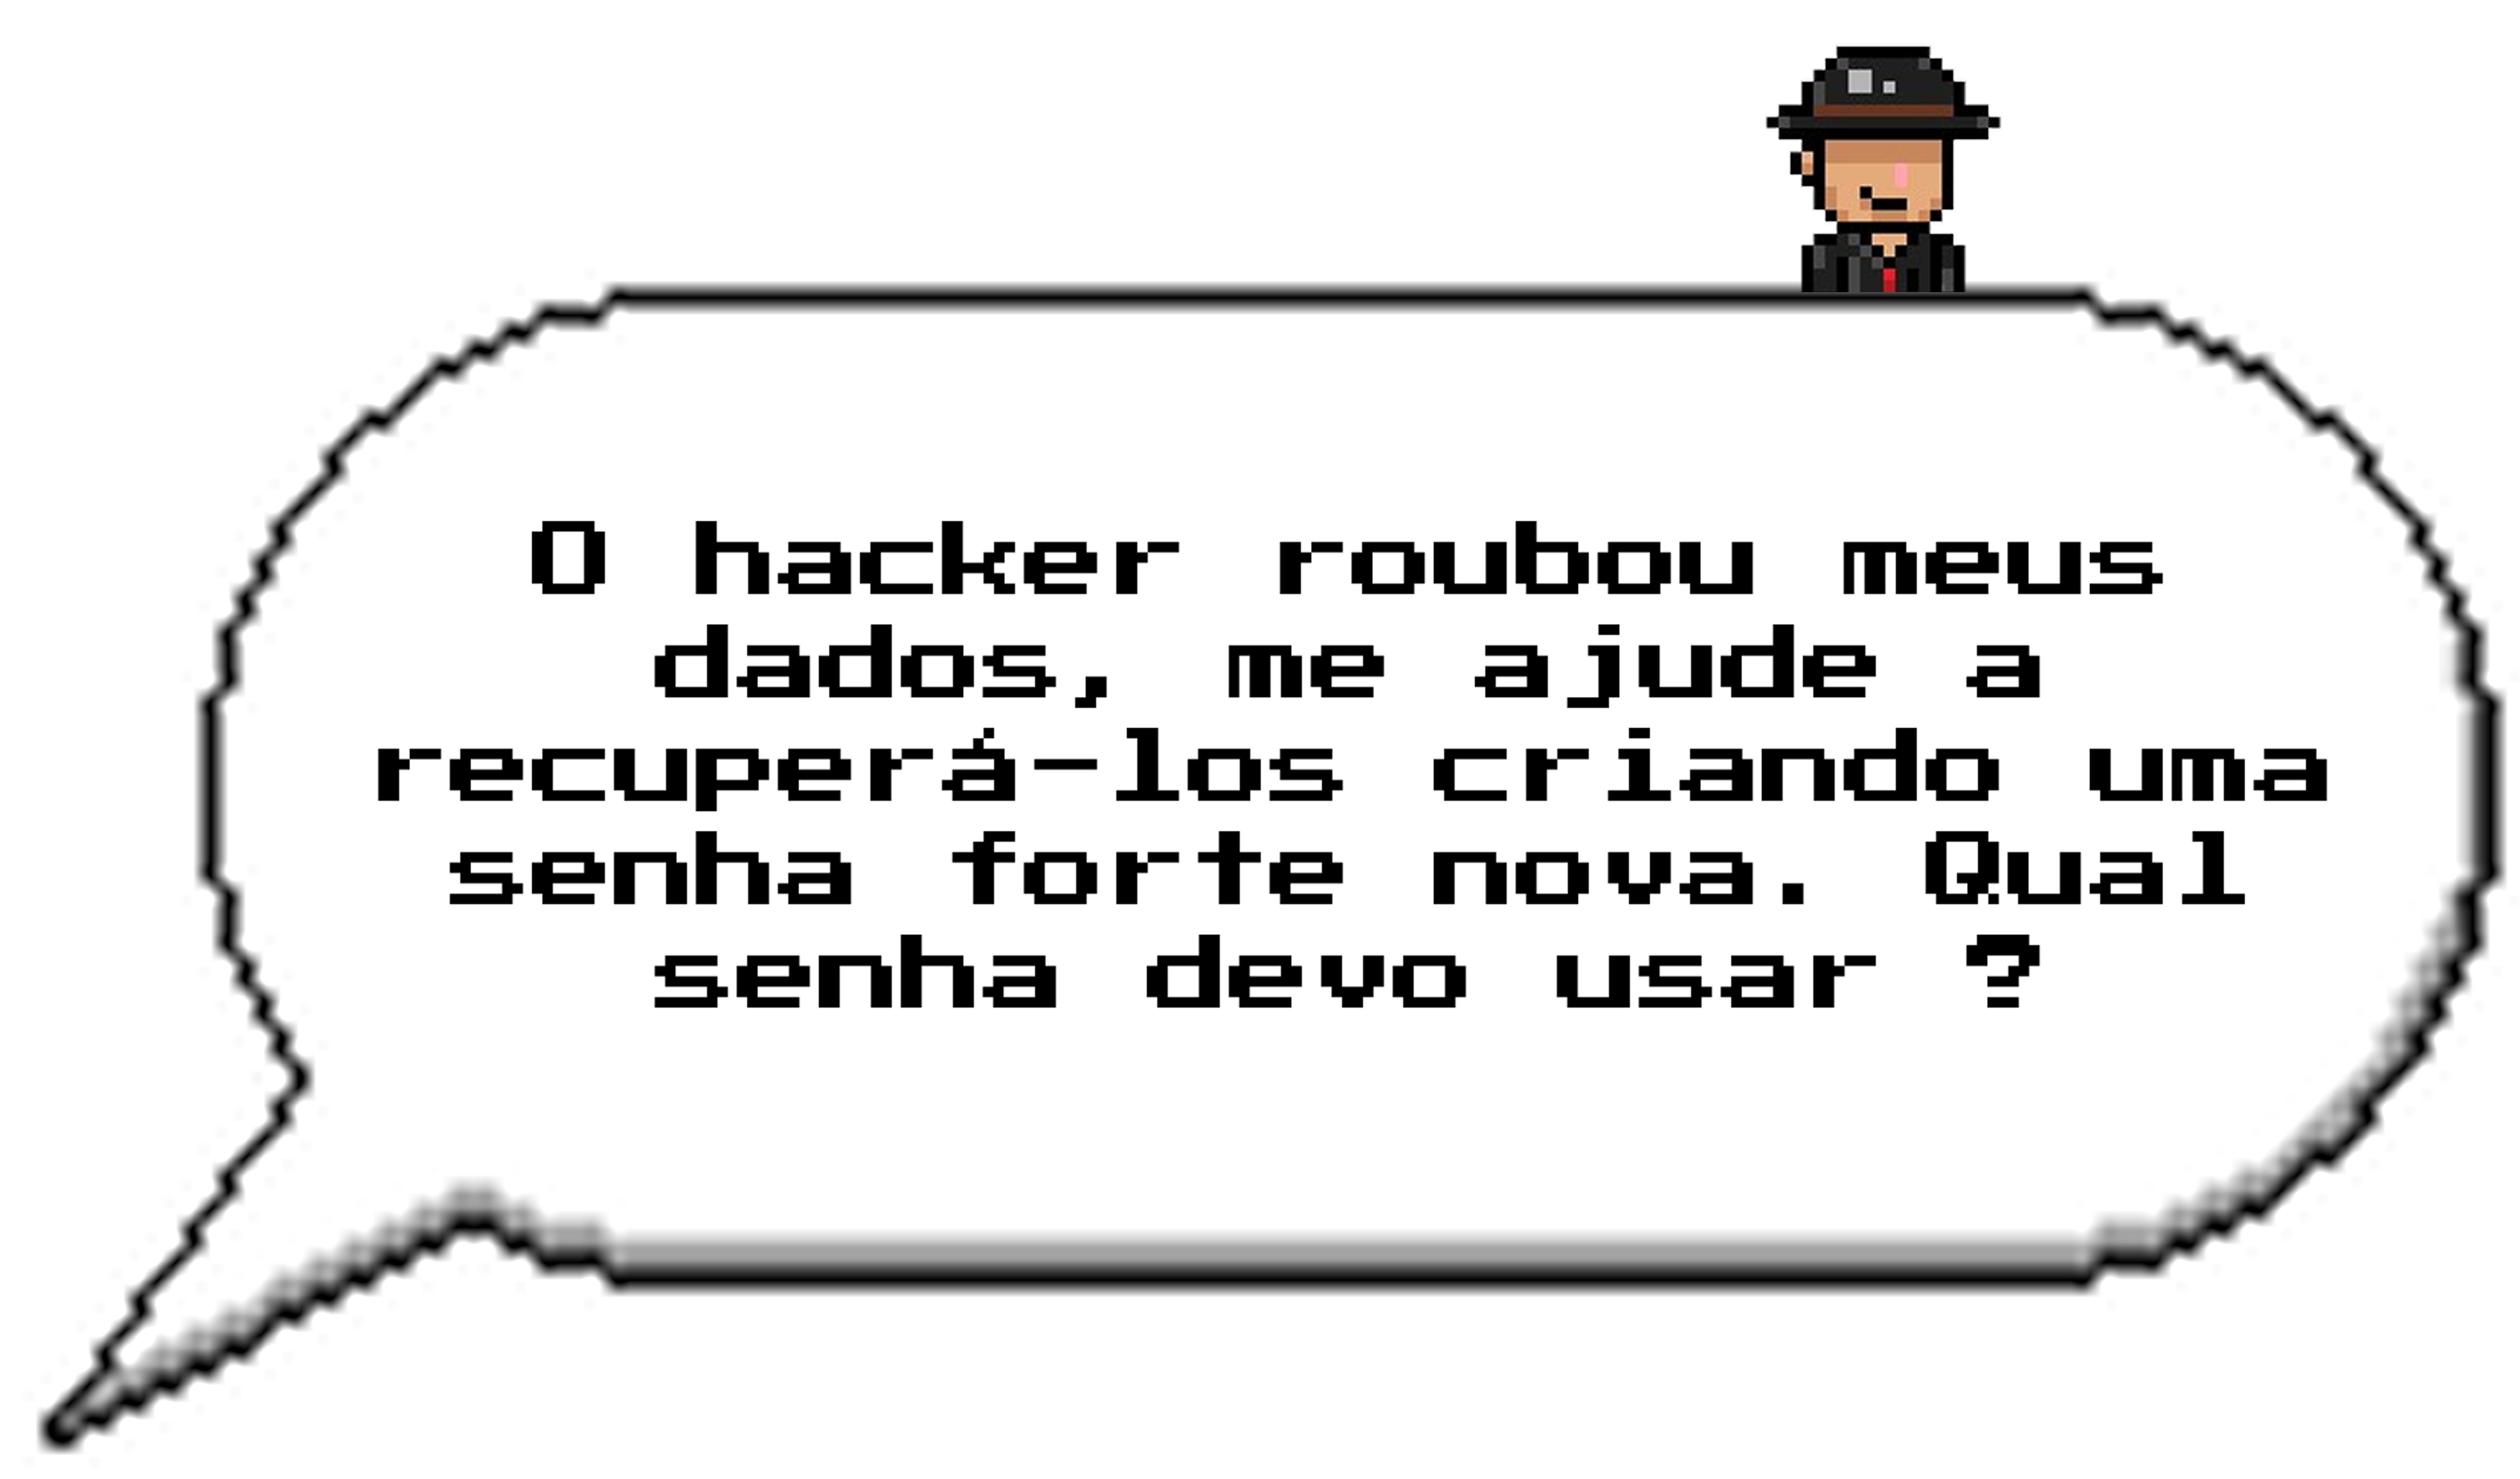 O hacker roubou meus
dados, me ajude a
recuperá-los criando uma
senha forte nova. Qual
senha devo usar ?